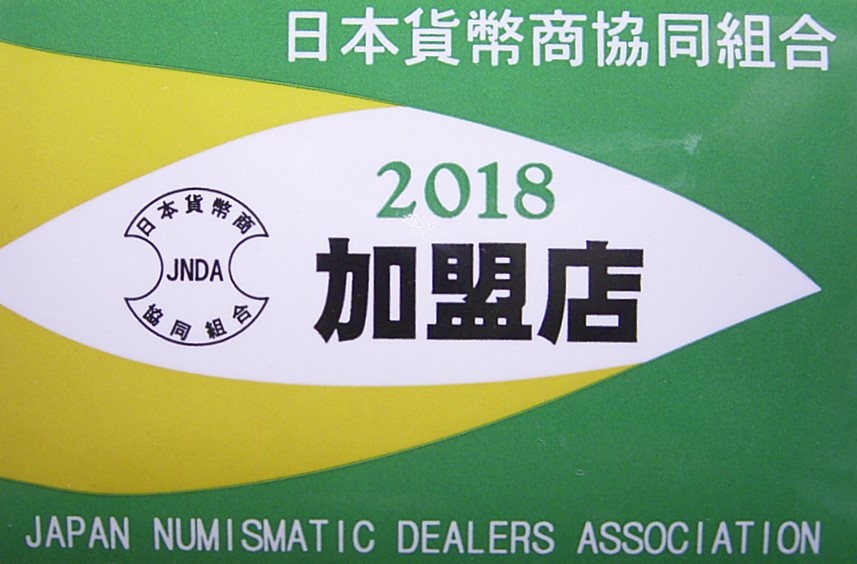 日本貨幣商協同組合
2018
加盟店
日本貨幣商
JNDA
協同組合
JAPAN NUMISMATIC DEALERS ASSOCIATION